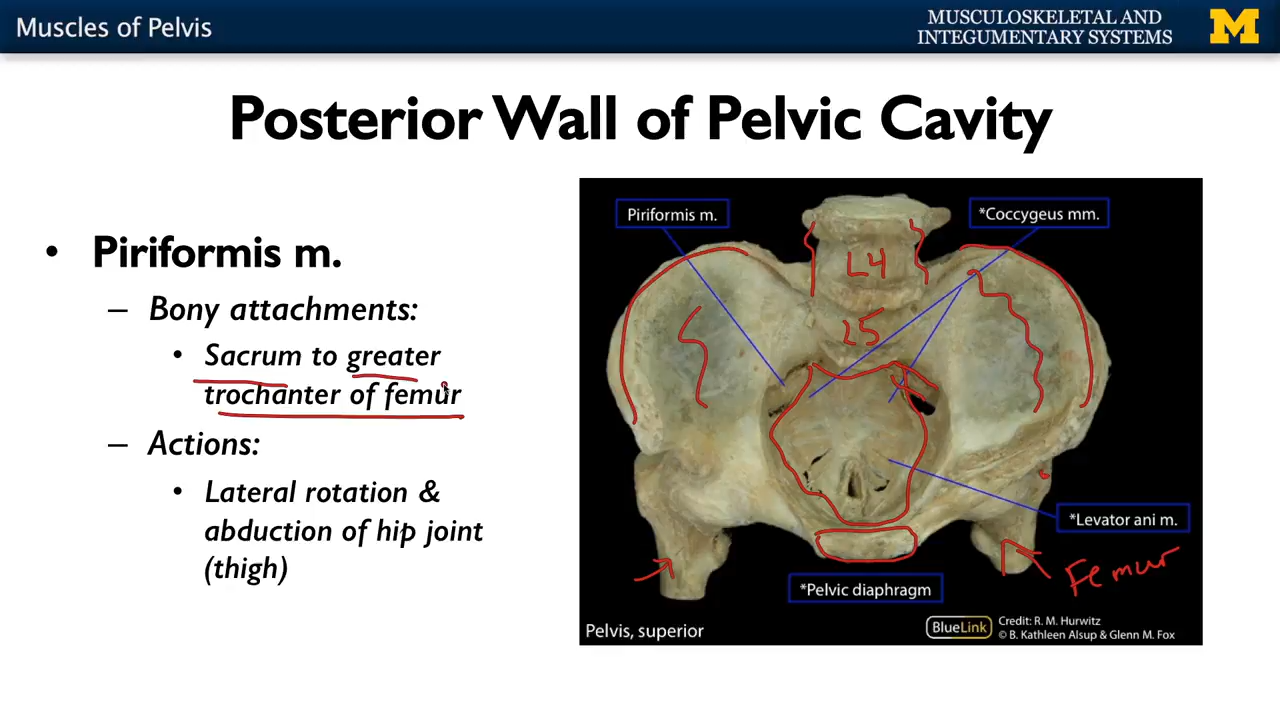 Muscles of Pelvis
MUSCULOSKELETAL AND
INTEGUMENTARY SYSTEMS
M
Posterior Wall of Pelvic Cavity
• Piriformis m.
– Bony attachments:
• Sacrum to greater
trochanter of femur
– Actions:
• Lateral rotation &
abduction of hip joint
(thigh)
Piriformis m.
*Coccygeus mm.
L4
L5
*Levator ani m.
Femur
*Pelvic diaphragm
Pelvis, superior
BlueLink
Credit: R. M. Hurwitz
© B. Kathleen Alsup & Glenn M. Fox